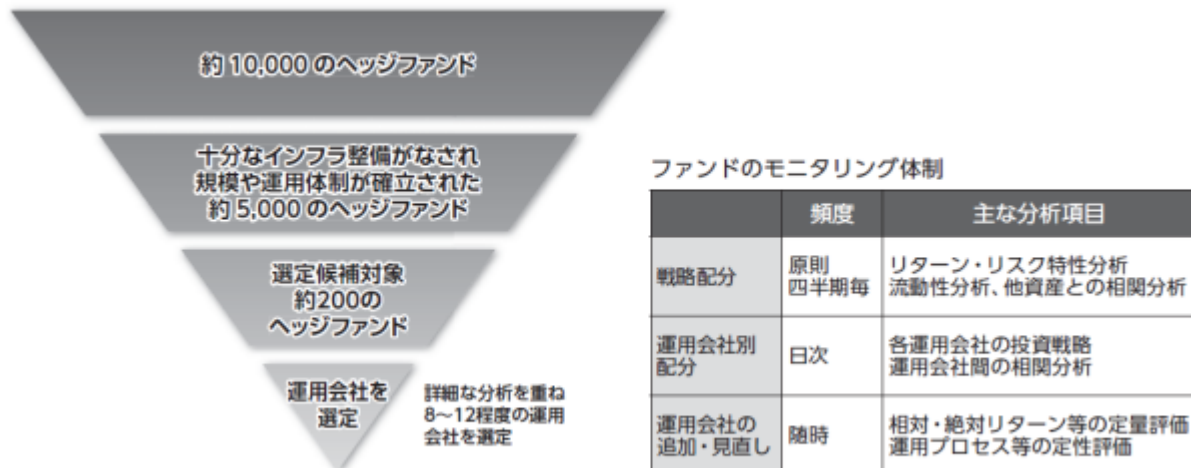 約 10,000 のヘッジファンド
十分なインフラ整備がなされ
規模や運用体制が確立された
約 5,000 のヘッジファンド
選定候補対象
約200の
ヘッジファンド
運用会社を
選定
詳細な分析を重ね
8～12程度の運用
会社を選定
ファンドのモニタリング体制
頻度
主な分析項目
戦略配分
原則
四半期毎
リターン・リスク特性分析
流動性分析、他資産との相関分析
運用会社別
配分
日次
各運用会社の投資戦略
運用会社間の相関分析
運用会社の
追加・見直し
随時
相対・絶対リターン等の定量評価
運用プロセス等の定性評価